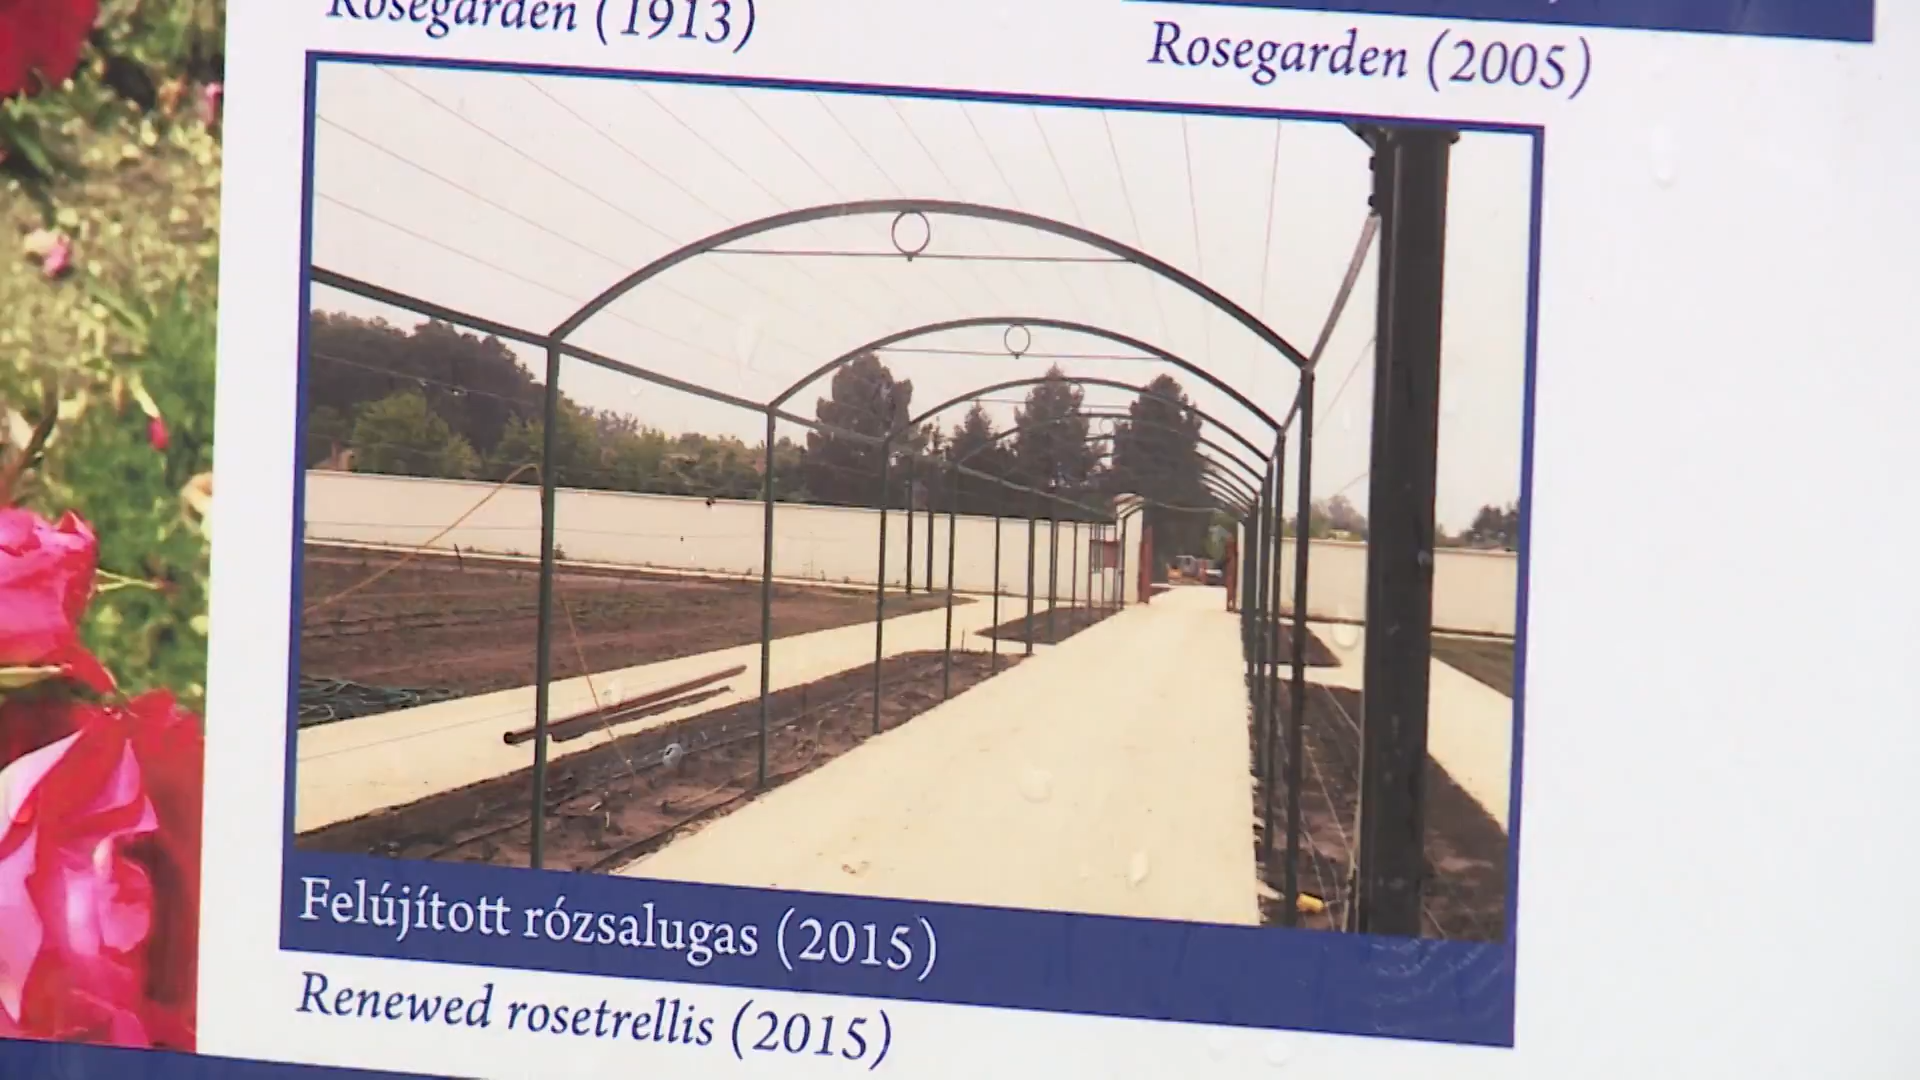 Rosegarden (1913)
Rosegarden (2005)
Felújított rózsalugas (2015)
Renewed rosetrellis (2015)